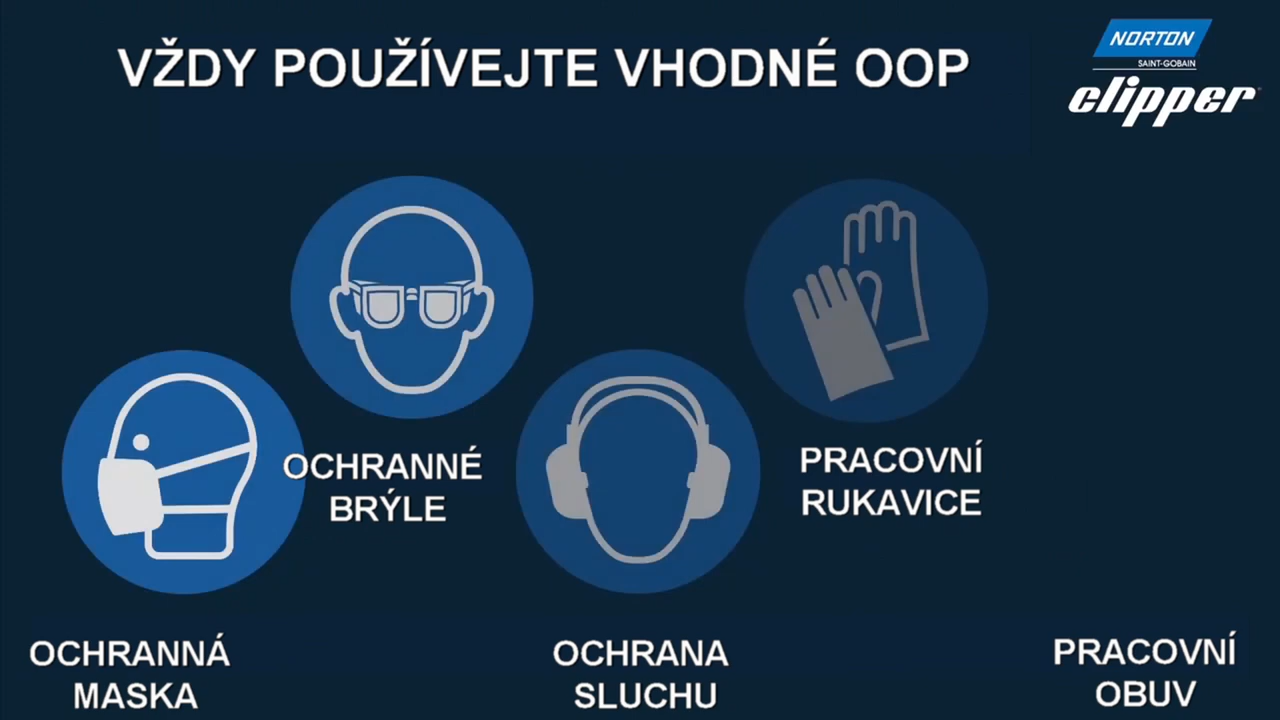 VŽDY POUŽÍVEJTE VHODNÉ OOP
NORTON
SAINT-GOBAIN
clipper
OCHRANNÉ
BRÝLE
PRACOVNÍ
RUKAVICE
OCHRANNÁ
MASKA
OCHRANA
SLUCHU
PRACOVNÍ
OBUV